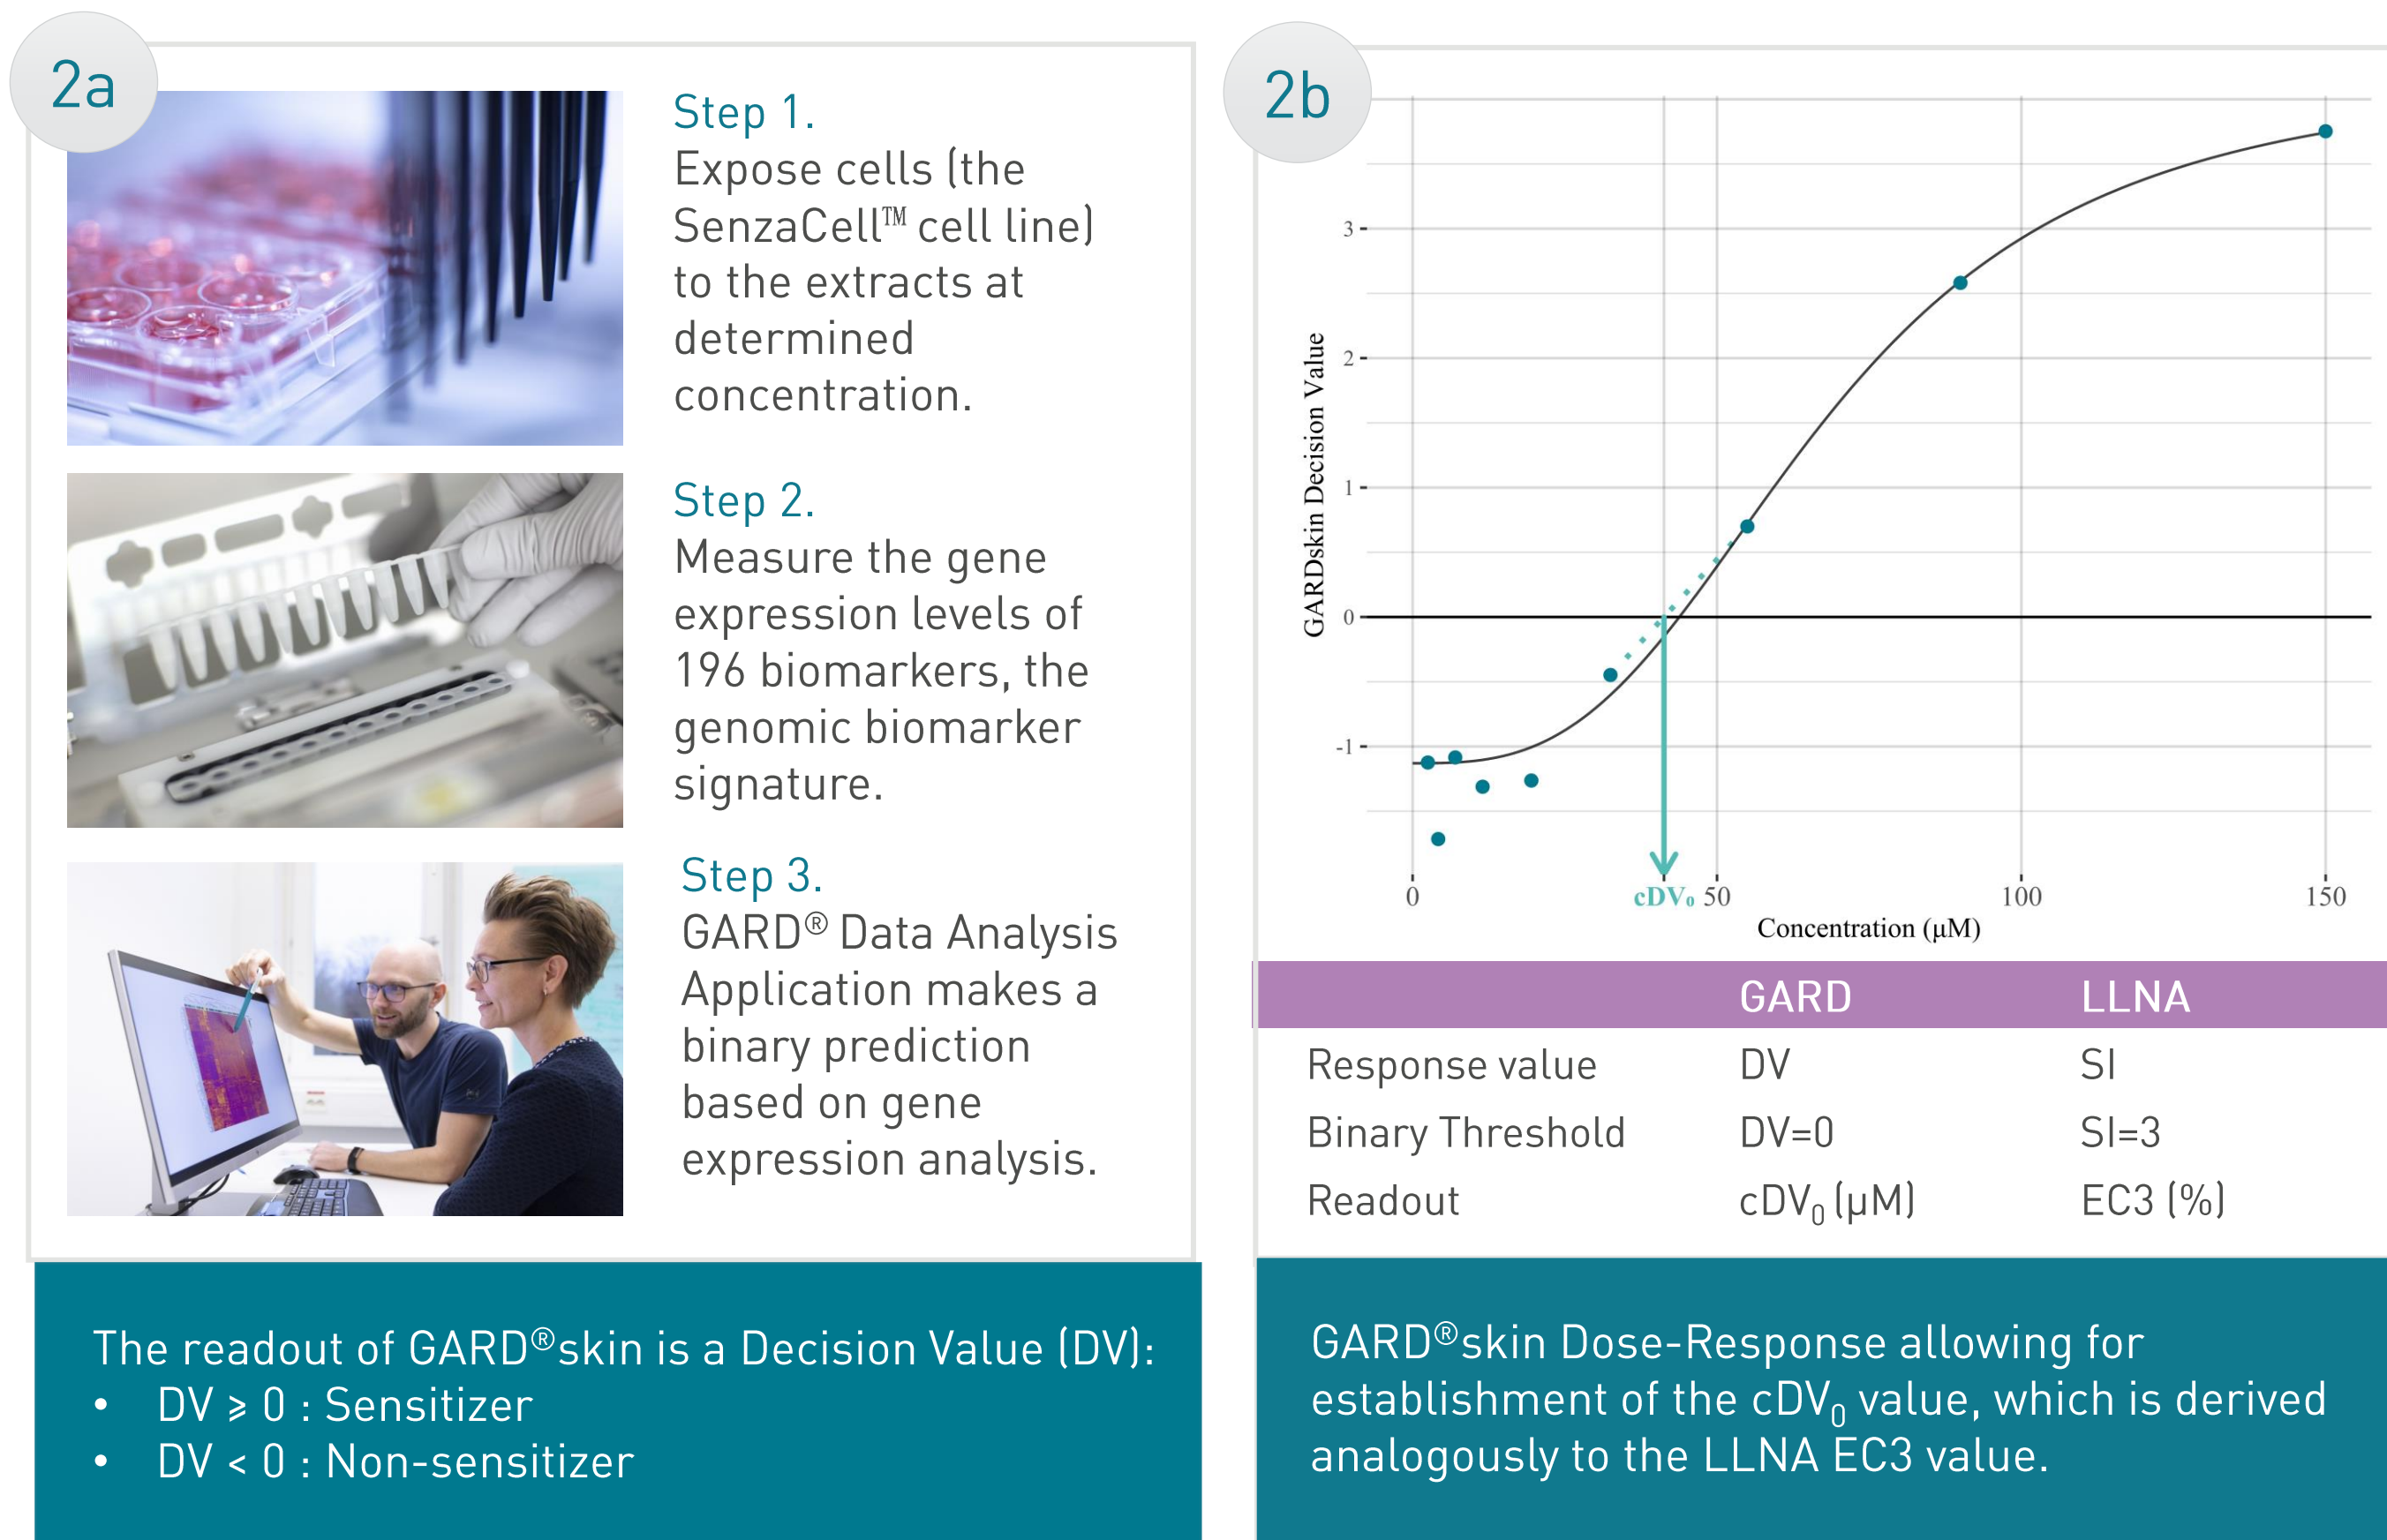 2a
Step 1.
Expose cells (the
SenzaCell™ cell line)
to the extracts at
determined
concentration.
Step 2.
Measure the gene
expression levels of
196 biomarkers, the
genomic biomarker
signature.
Step 3.
GARD® Data Analysis
Application makes a
binary prediction
based on gene
expression analysis.
The readout of GARD®skin is a Decision Value (DV):
• DV ⩾ 0 : Sensitizer
• DV < 0 : Non-sensitizer
2b
GARDskin Decision Value
3
2
1
0
-1
0 cDV₀ 50 100 150
Concentration (µM)
GARD LLNA
Response value DV SI
Binary Threshold DV=0 SI=3
Readout cDV₀ (µM) EC3 (%)
GARD®skin Dose-Response allowing for
establishment of the cDV₀ value, which is derived
analogously to the LLNA EC3 value.